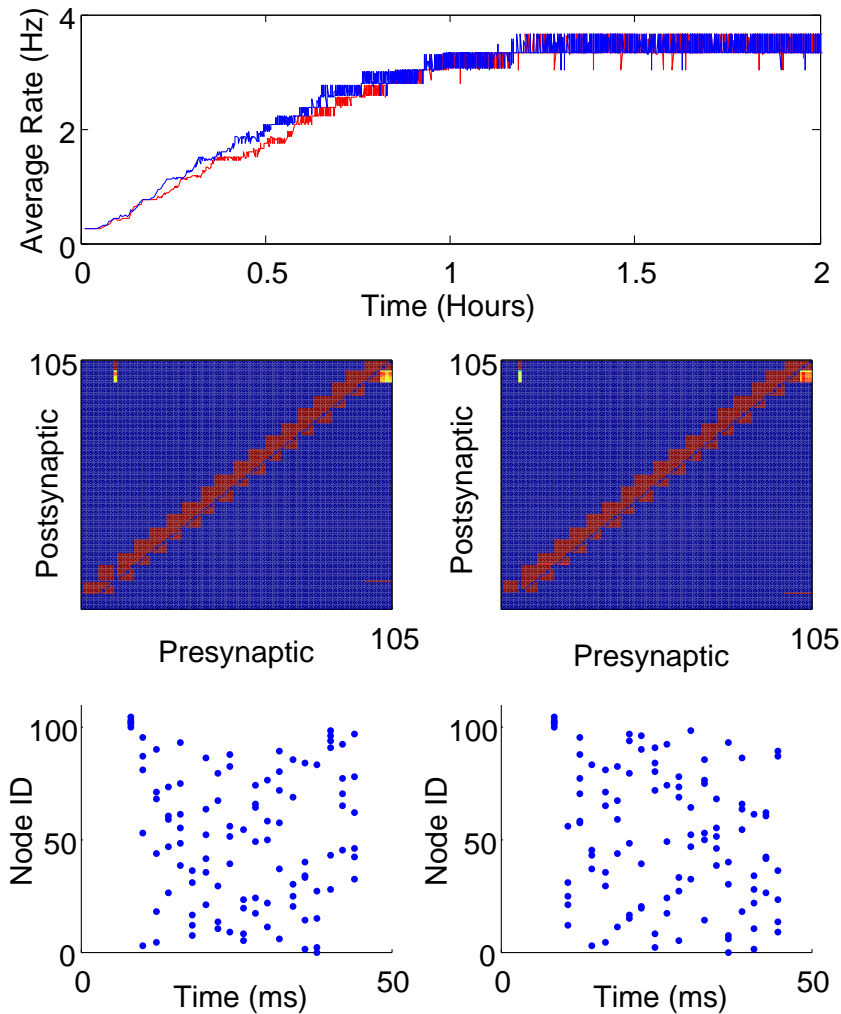 4
2
0
Average Rate (Hz)
0
0.5
1
1.5
2
Time (Hours)
105
Postsynaptic
Presynaptic
105
105
Postsynaptic
Presynaptic
105
100
50
0
Node ID
0
50
Time (ms)
100
50
0
Node ID
0
50
Time (ms)